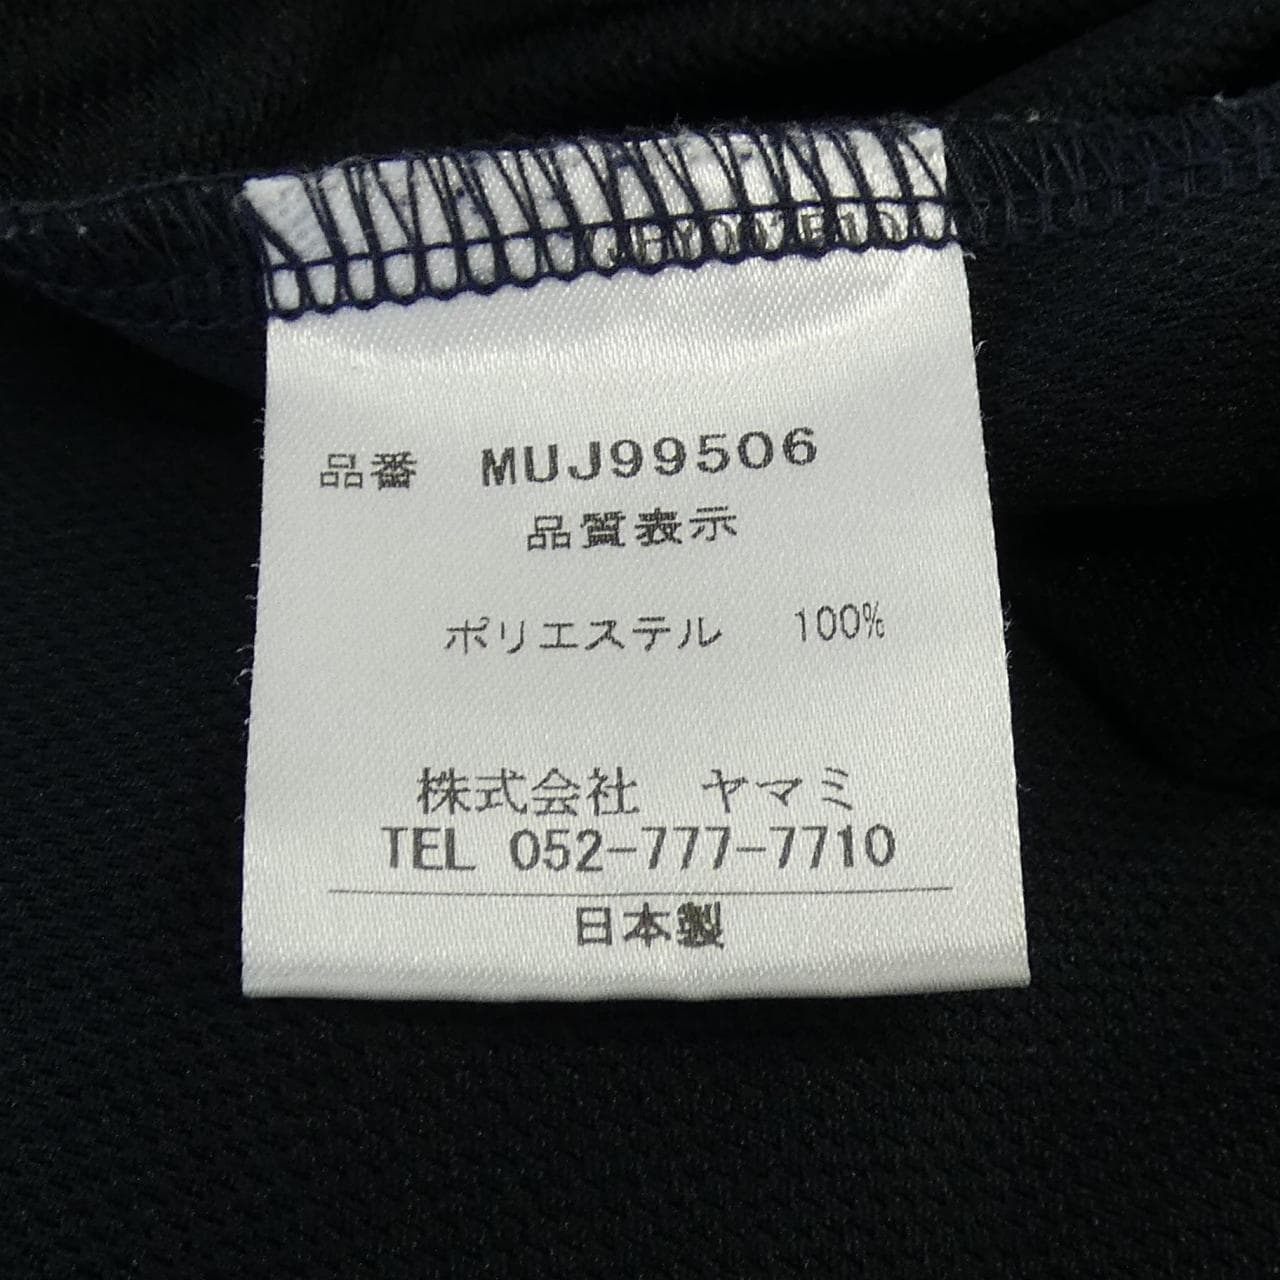 品番 MUJ99506
品質表示
ポリエステル 100%
株式会社 ヤマミ
TEL 052-777-7710
日本製